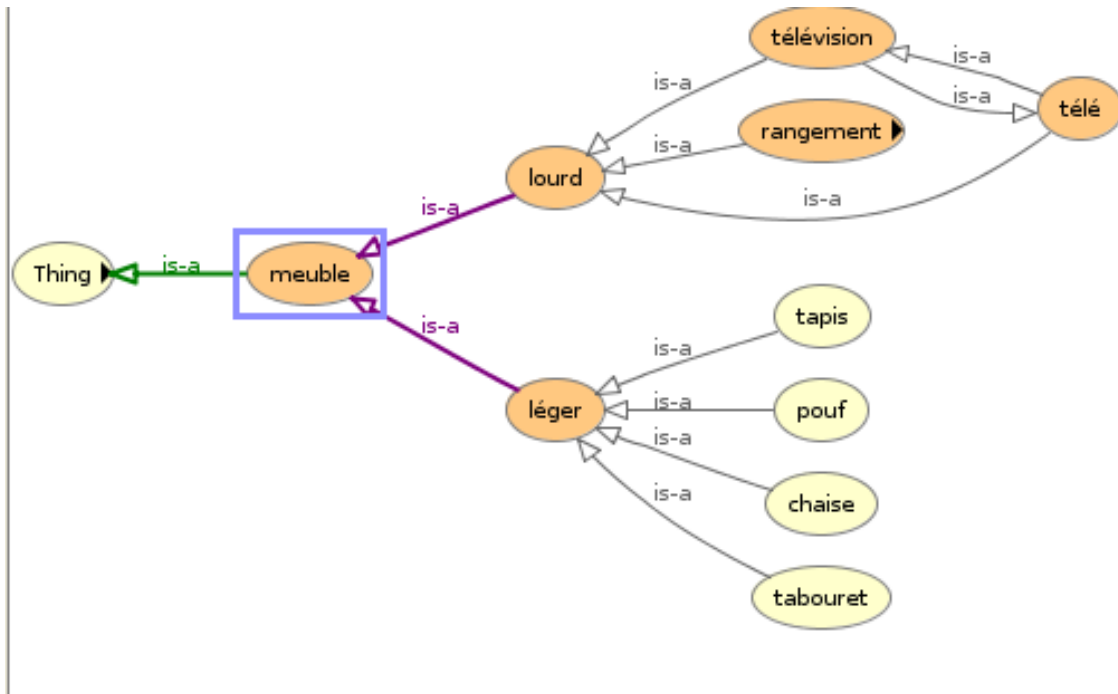 télévision
is-a
is-a
is-a
télé
rangement
is-a
lourd
is-a
is-a
Thing
is-a
meuble
is-a
tapis
is-a
léger
is-a
pouf
is-a
chaise
is-a
tabouret